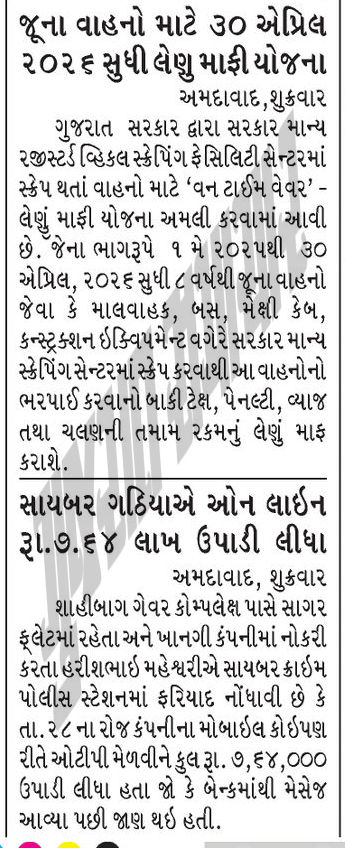 જૂના વાહનો માટે ૩૦ એપ્રિલ
૨૦૨૬ સુધી લેણુ માફી યોજના
અમદાવાદ,શુક્રવાર
ગુજરાત સરકાર દ્વારા સરકાર માન્ય
રજીસ્ટર્ડ વ્હિકલ સ્ક્રેપિંગ ફેસિલિટી સેન્ટરમાં
સ્ક્રેપ થતાં વાહનો માટે ‘વન ટાઈમ વેવર’ -
લેણું માફી યોજના અમલી કરવામાં આવી
છે. જેના ભાગરૂપે ૧ મે ૨૦૨૫થી ૩૦
એપ્રિલ, ૨૦૨૬ સુધી ૮ વર્ષથી જૂના વાહનો
જેવા કે માલવાહક, બસ, મેક્ષી કેબ,
કન્સ્ટ્રક્શન ઇક્વિપમેન્ટ વગેરે સરકાર માન્ય
સ્ક્રેપિંગ સેન્ટરમાં સ્ક્રેપ કરવાથી આ વાહનોનો
ભરપાઈ કરવાનો બાકી ટેક્ષ, પેનલ્ટી, વ્યાજ
તથા ચલણની તમામ રકમનું લેણું માફ
કરાશે.
સાયબર ગઠિયાએ ઓન લાઇન
રૂા.૭.૬૪ લાખ ઉપાડી લીધા
અમદાવાદ, શુક્રવાર
શાહીબાગ ગેવર કોમ્પલેક્ષ પાસે સાગર
ફ્લેટમાં રહેતા અને ખાનગી કંપનીમાં નોકરી
કરતા હરીશભાઇ મહેશ્વરીએ સાયબર ક્રાઇમ
પોલીસ સ્ટેશનમાં ફરિયાદ નોંધાવી છે કે
તા. ૨૮ ના રોજ કંપનીના મોબાઇલ કોઇપણ
રીતે ઓટીપી મેળવીને કુલ રૂા. ૭,૬૪,૦૦૦
ઉપાડી લીધા હતા જો કે બેન્કમાંથી મેસેજ
આવ્યા પછી જાણ થઇ હતી.